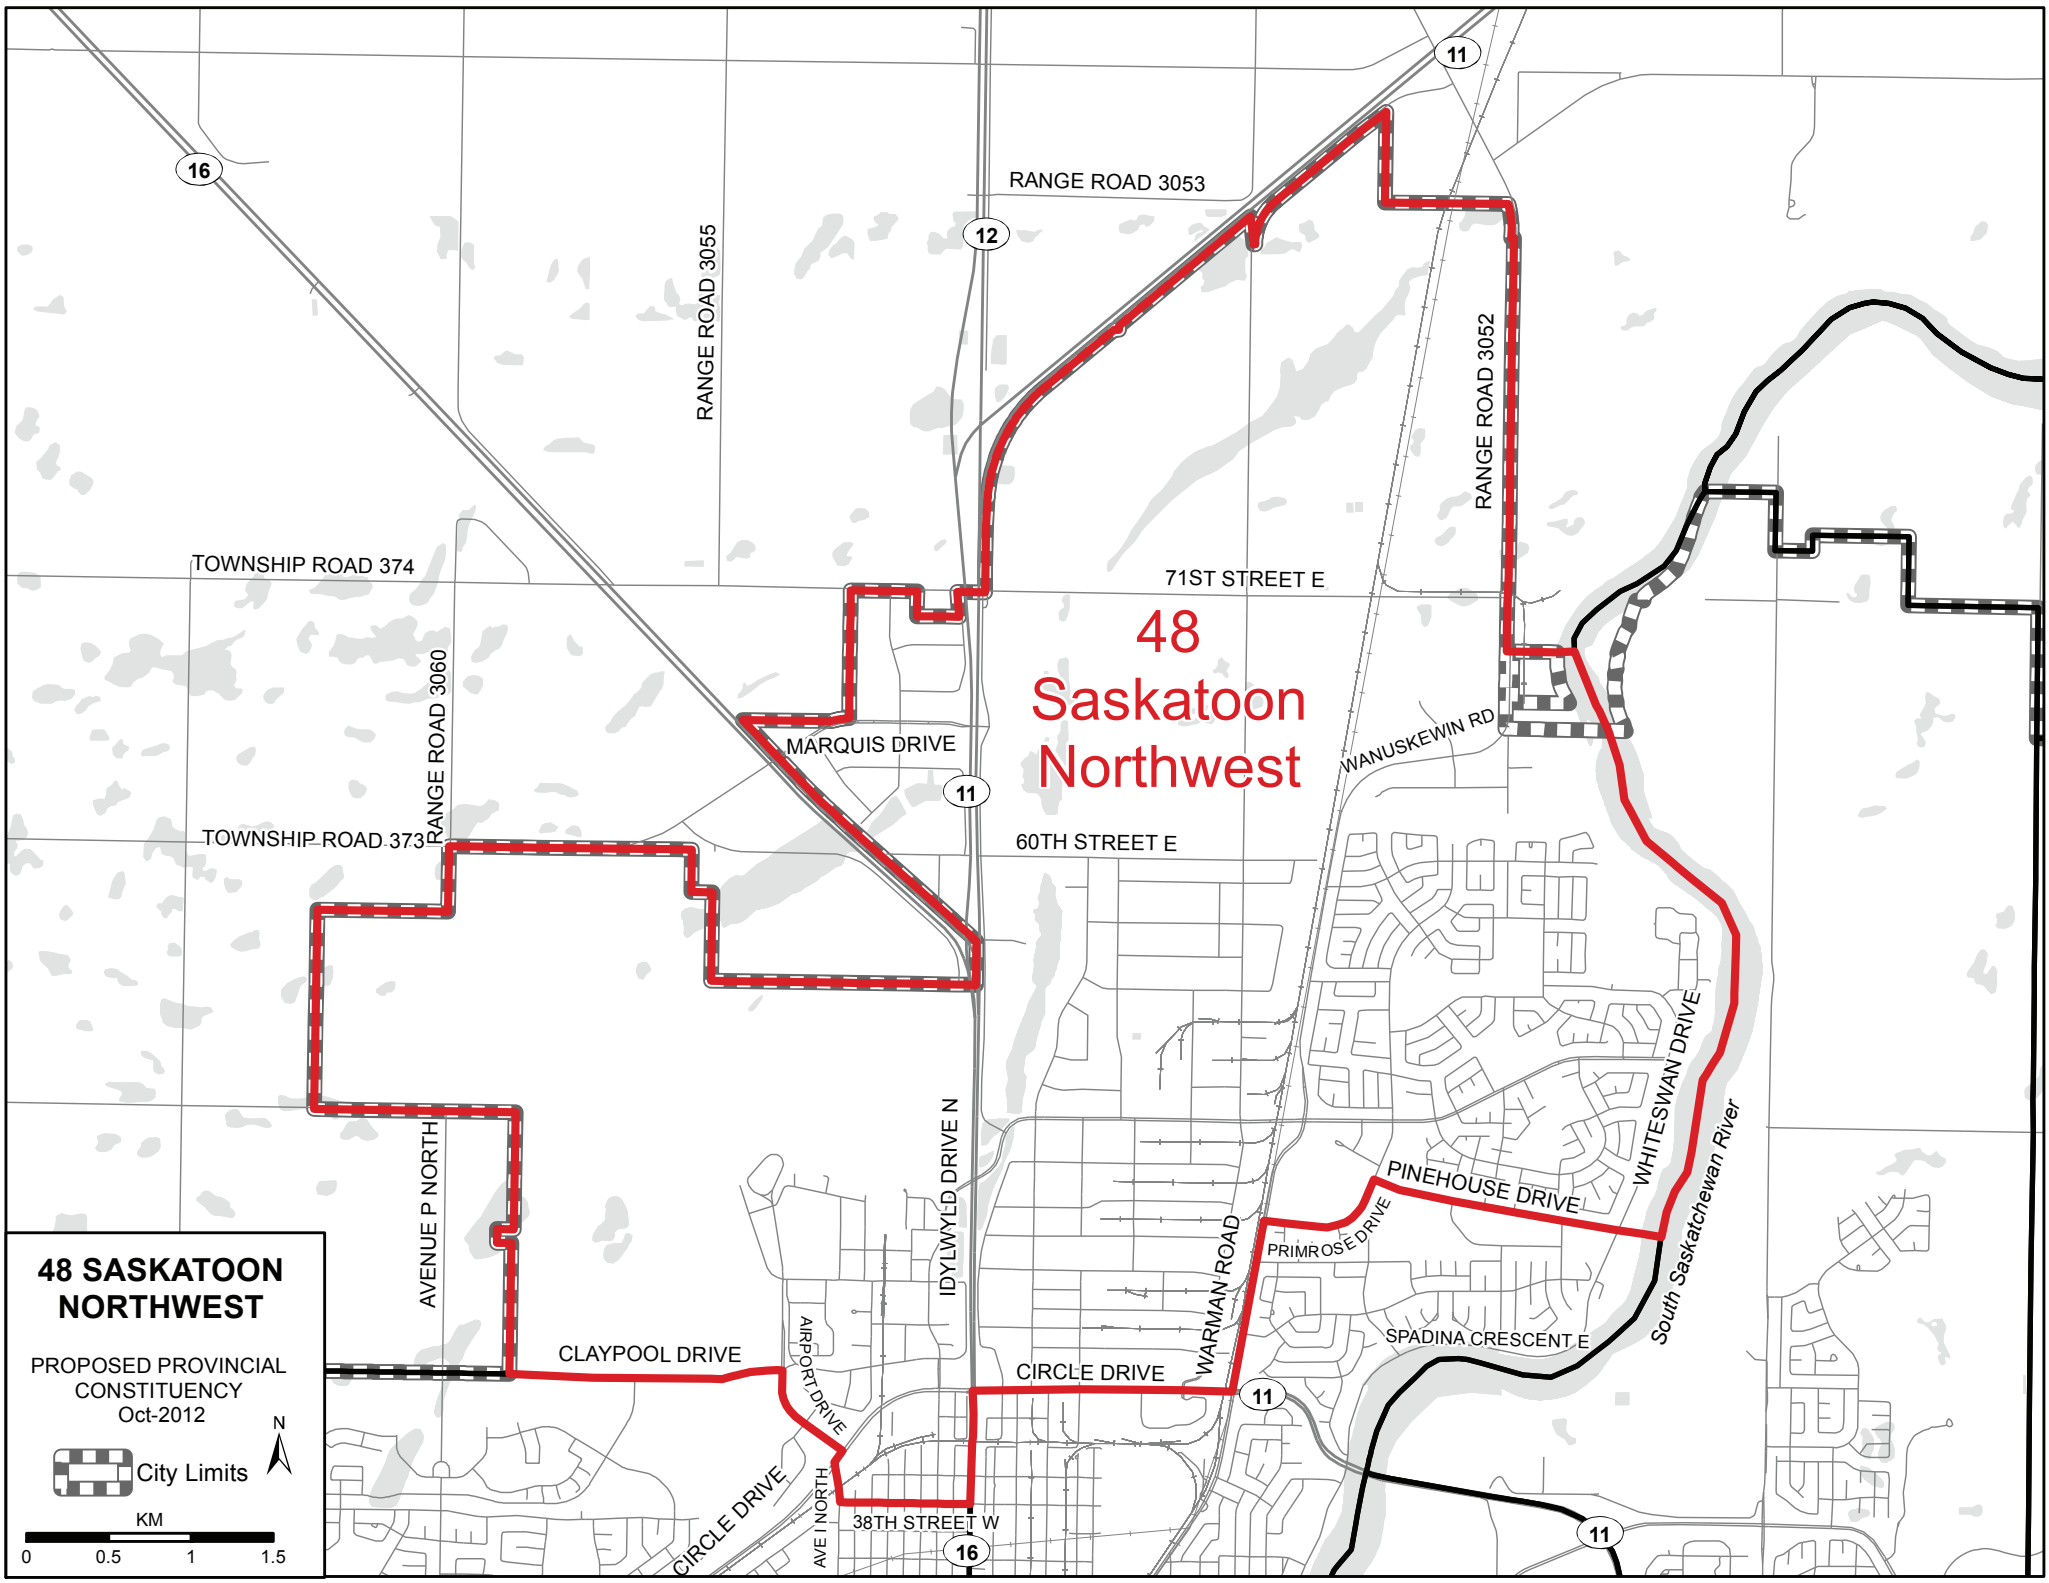 11
16
RANGE ROAD 3053
12
RANGE ROAD 3055
RANGE ROAD 3052
TOWNSHIP ROAD 374
71ST STREET E
48
Saskatoon
Northwest
RANGE ROAD 3060
MARQUIS DRIVE
WANUSKEWIN RD
11
TOWNSHIP ROAD 373
60TH STREET E
WHITESWAN DRIVE
IDYLWYLD DRIVE N
AVENUE P NORTH
PINEHOUSE DRIVE
South Saskatchewan River
PRIMROSE DRIVE
WARMAN ROAD
SPADINA CRESCENT E
CLAYPOOL DRIVE
AIRPORT DRIVE
CIRCLE DRIVE
11
CIRCLE DRIVE
AVE I NORTH
38TH STREET W
16
11
48 SASKATOON
NORTHWEST
PROPOSED PROVINCIAL
CONSTITUENCY
Oct-2012
N
City Limits
KM
0 0.5 1 1.5